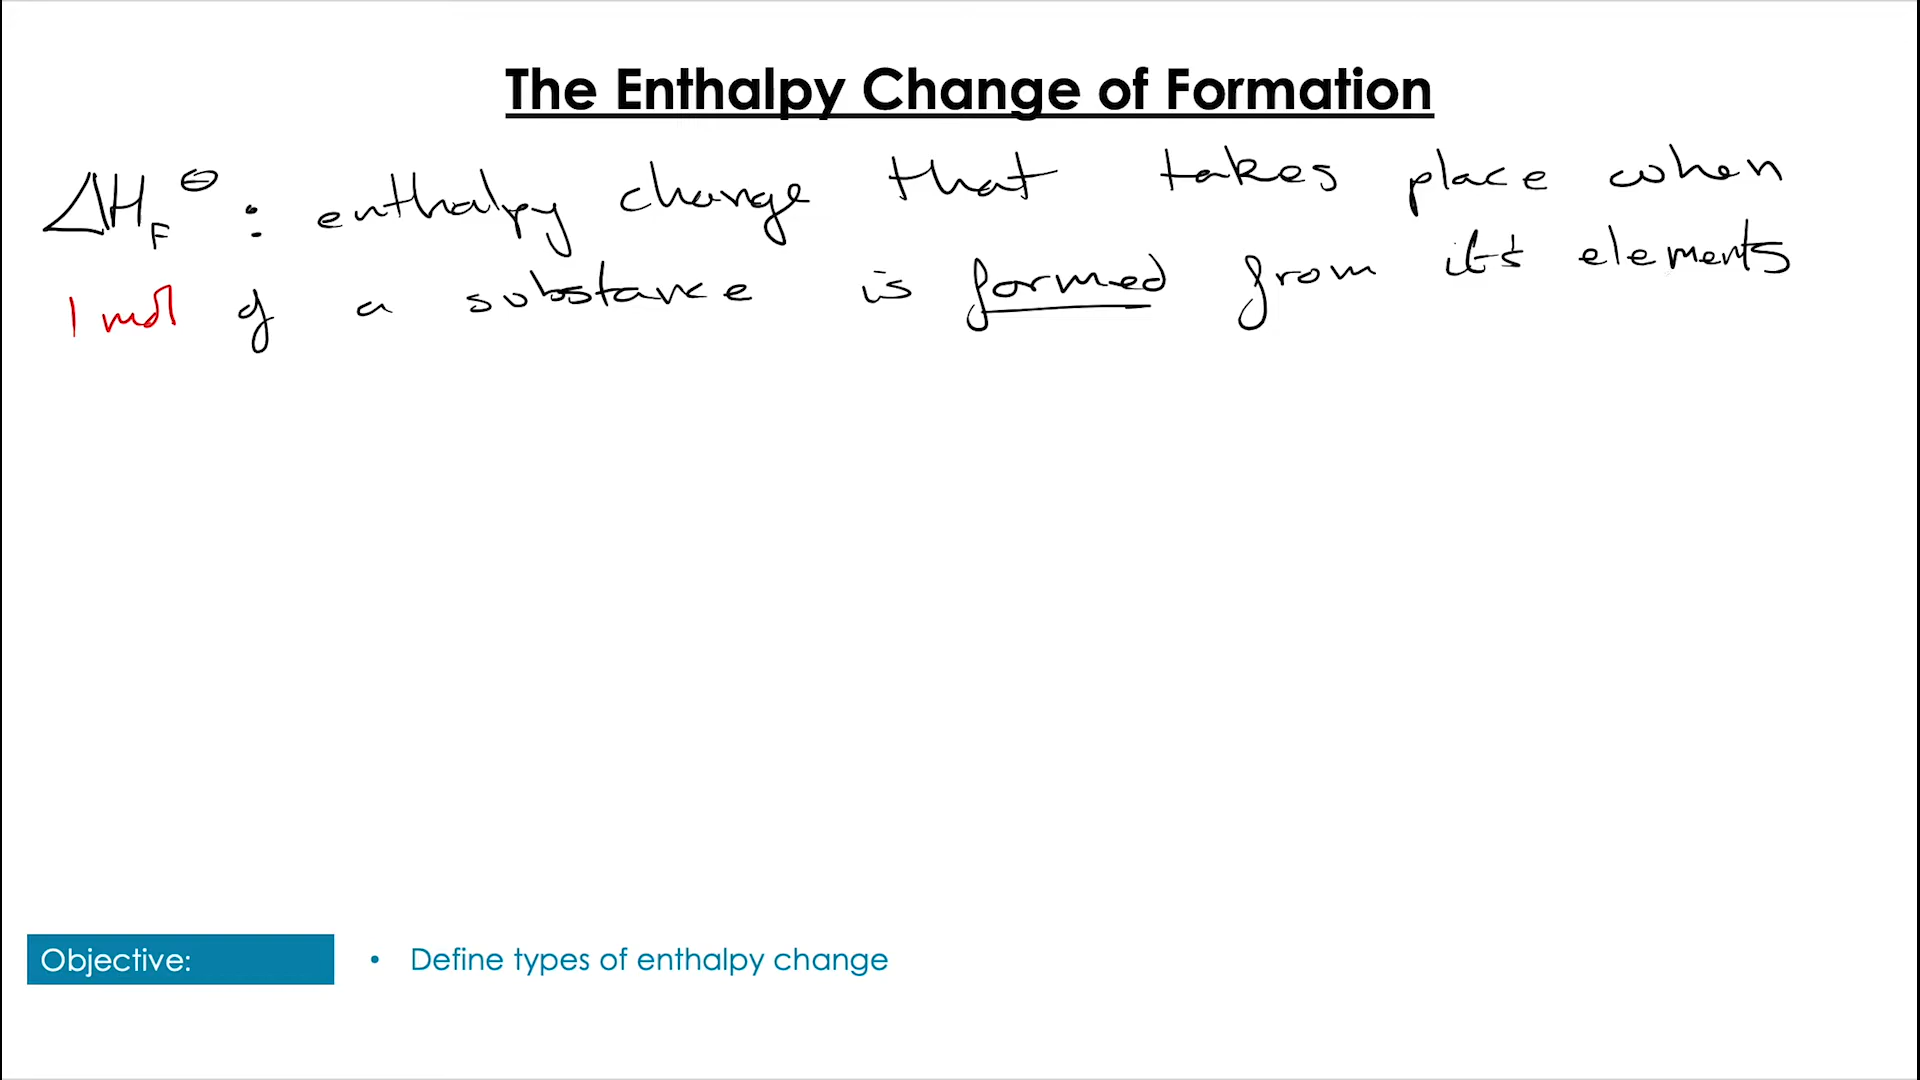 The Enthalpy Change of Formation
ΔH_F^⊖ : enthalpy change that takes place when
1 mol of a substance is formed from its elements
Objective:
• Define types of enthalpy change